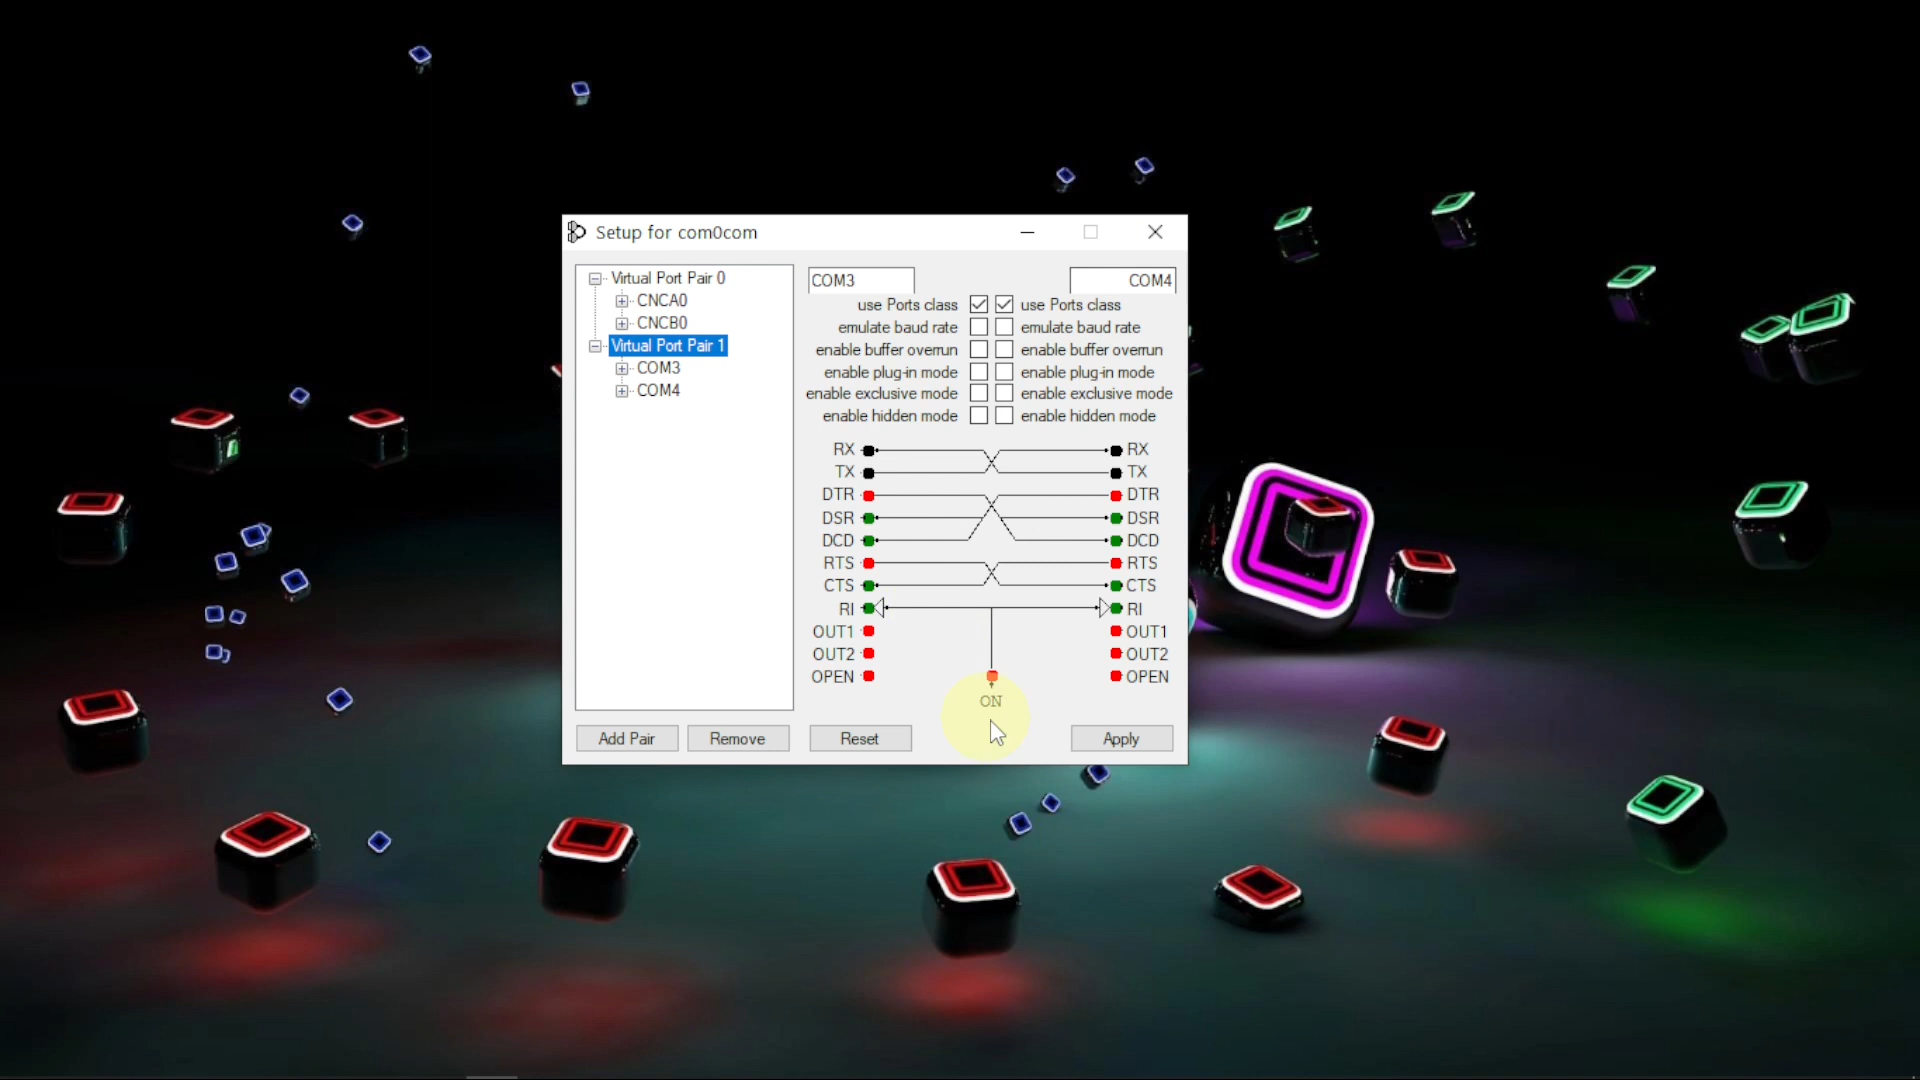 Setup for com0com
Virtual Port Pair 0
CNCA0
CNCB0
Virtual Port Pair 1
COM3
COM4
COM3 COM4
use Ports class use Ports class
emulate baud rate emulate baud rate
enable buffer overrun enable buffer overrun
enable plug-in mode enable plug-in mode
enable exclusive mode enable exclusive mode
enable hidden mode enable hidden mode
RX RX
TX TX
DTR DTR
DSR DSR
DCD DCD
RTS RTS
CTS CTS
RI RI
OUT1 OUT1
OUT2 OUT2
OPEN OPEN
ON
Add Pair Remove Reset Apply